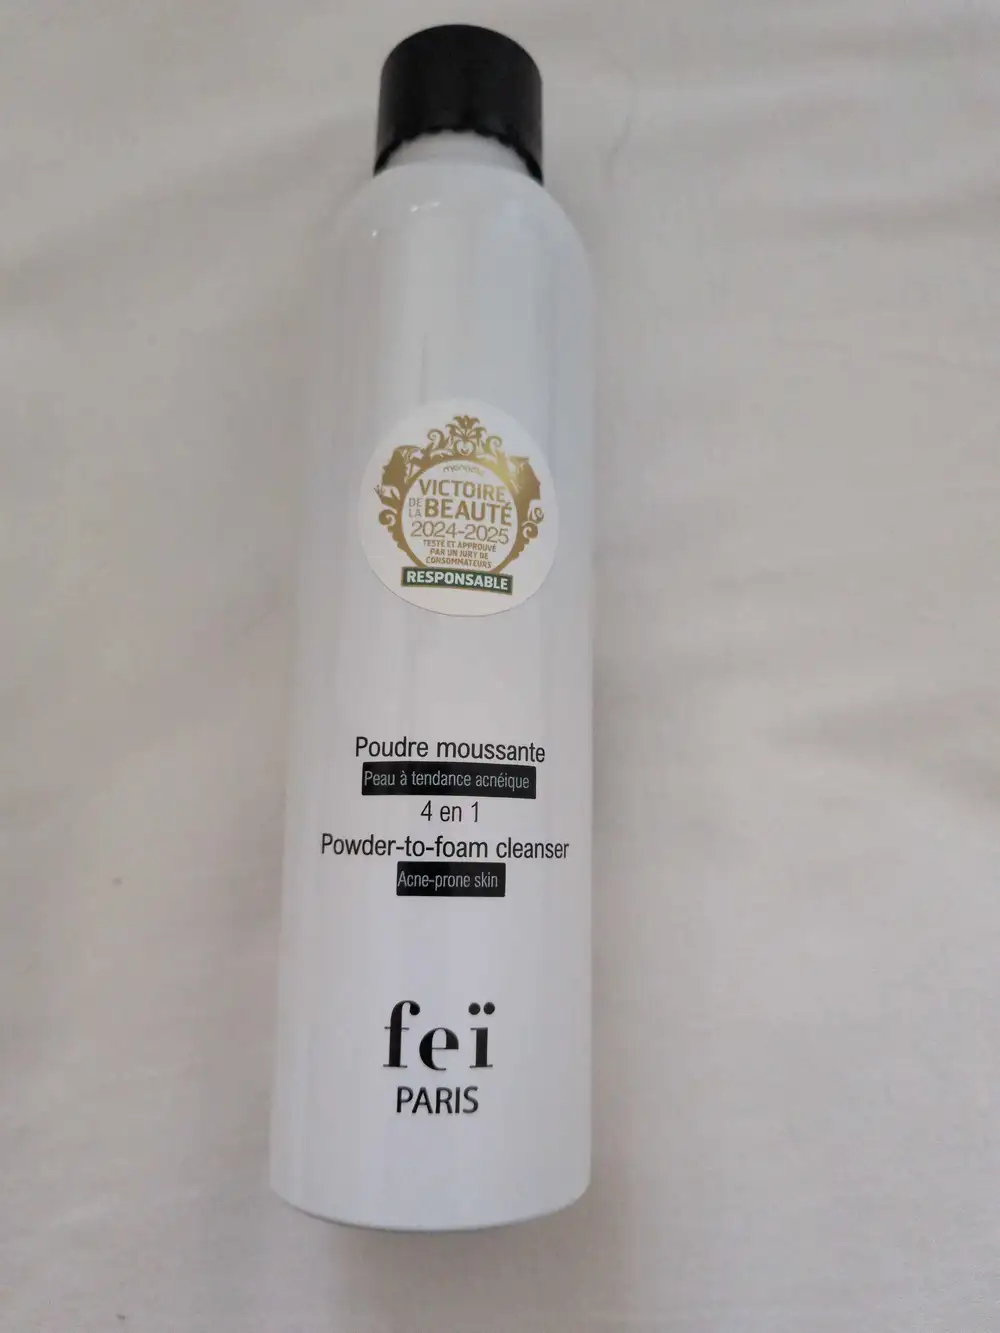 VICTOIRE
DE LA BEAUTÉ
2024-2025
TESTÉ ET APPROUVÉ
PAR UN JURY DE
CONSOMMATEURS
RESPONSABLE
Poudre moussante
Peau à tendance acnéique
4 en 1
Powder-to-foam cleanser
Acne-prone skin
feï
PARIS